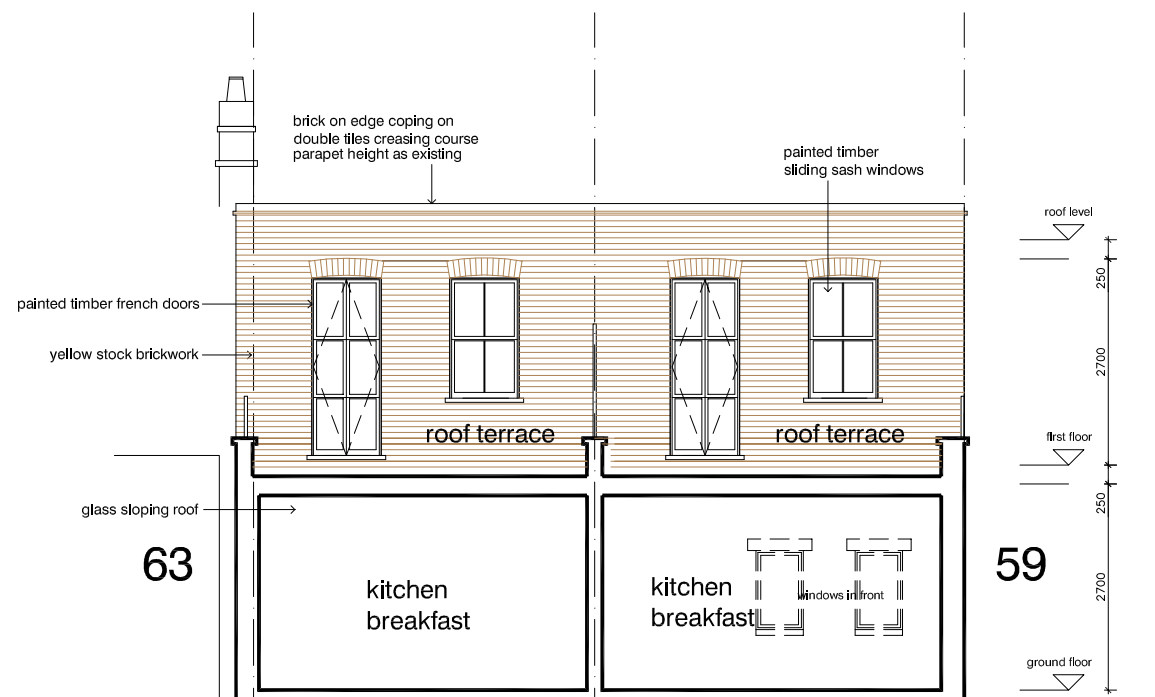 brick on edge coping on
double tiles creasing course
parapet height as existing
painted timber
sliding sash windows
roof level
250
painted timber french doors
yellow stock brickwork
2700
roof terrace
roof terrace
first floor
250
glass sloping roof
63
59
kitchen
breakfast
kitchen
breakfast
windows in front
2700
ground floor